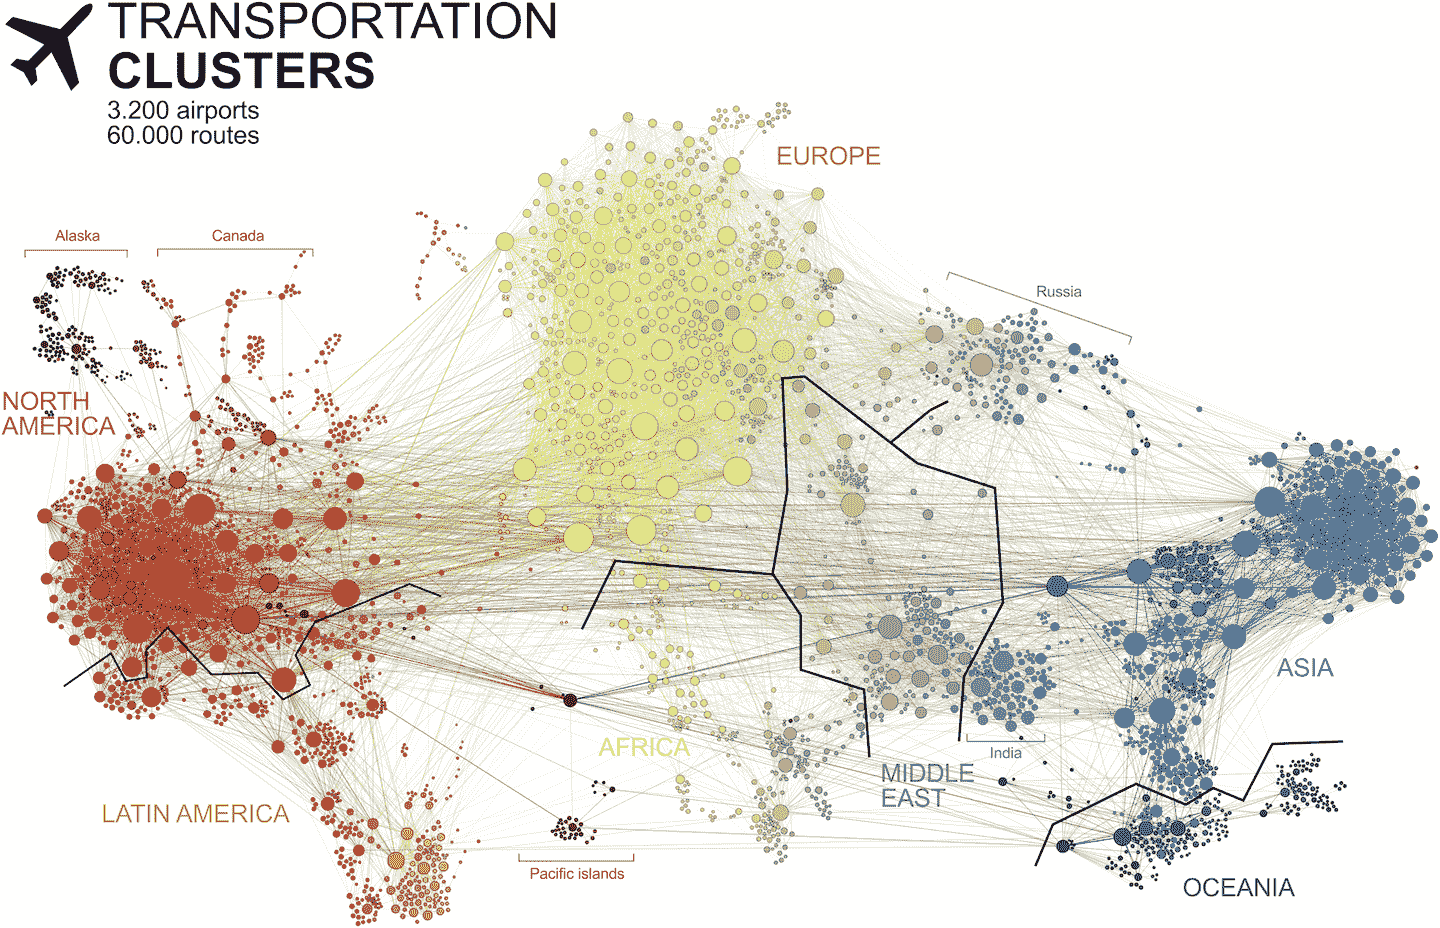 TRANSPORTATION
CLUSTERS
3.200 airports
60.000 routes
EUROPE
Alaska
Canada
Russia
NORTH
AMERICA
ASIA
AFRICA
India
MIDDLE
EAST
LATIN AMERICA
Pacific islands
OCEANIA